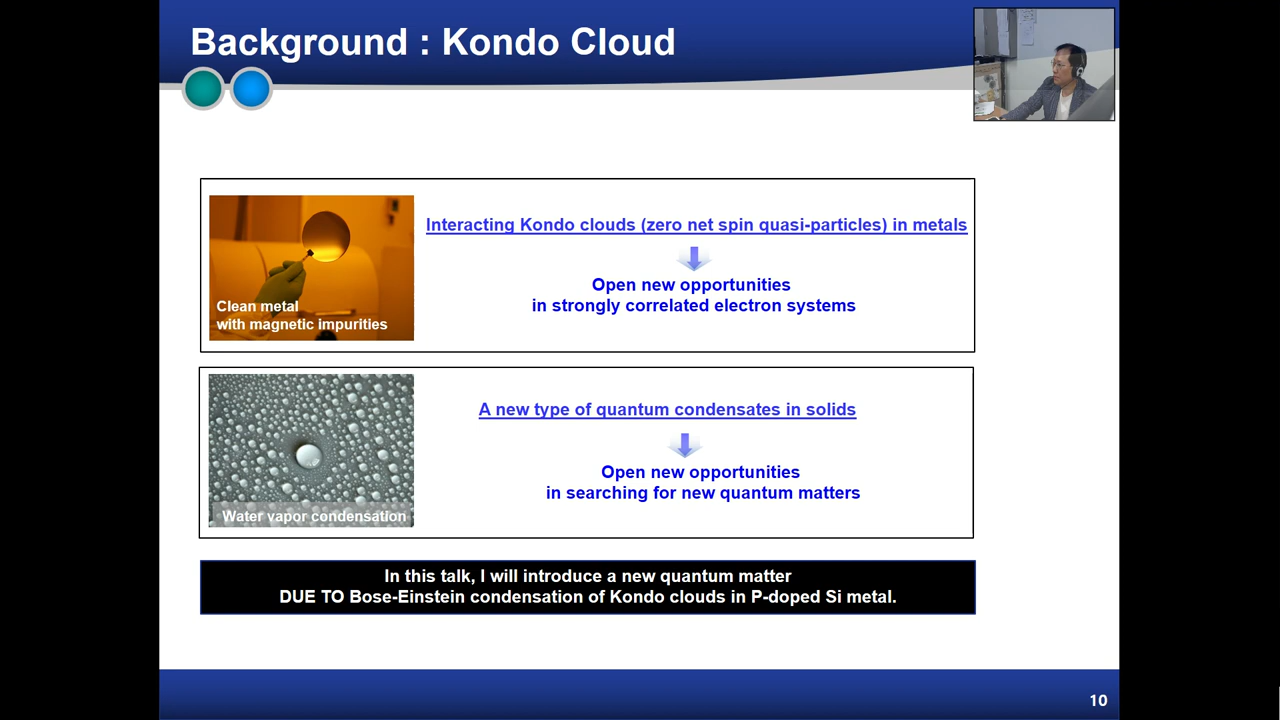 Background : Kondo Cloud
Interacting Kondo clouds (zero net spin quasi-particles) in metals
Open new opportunities
in strongly correlated electron systems
Clean metal
with magnetic impurities
A new type of quantum condensates in solids
Open new opportunities
in searching for new quantum matters
Water vapor condensation
In this talk, I will introduce a new quantum matter
DUE TO Bose-Einstein condensation of Kondo clouds in P-doped Si metal.
10